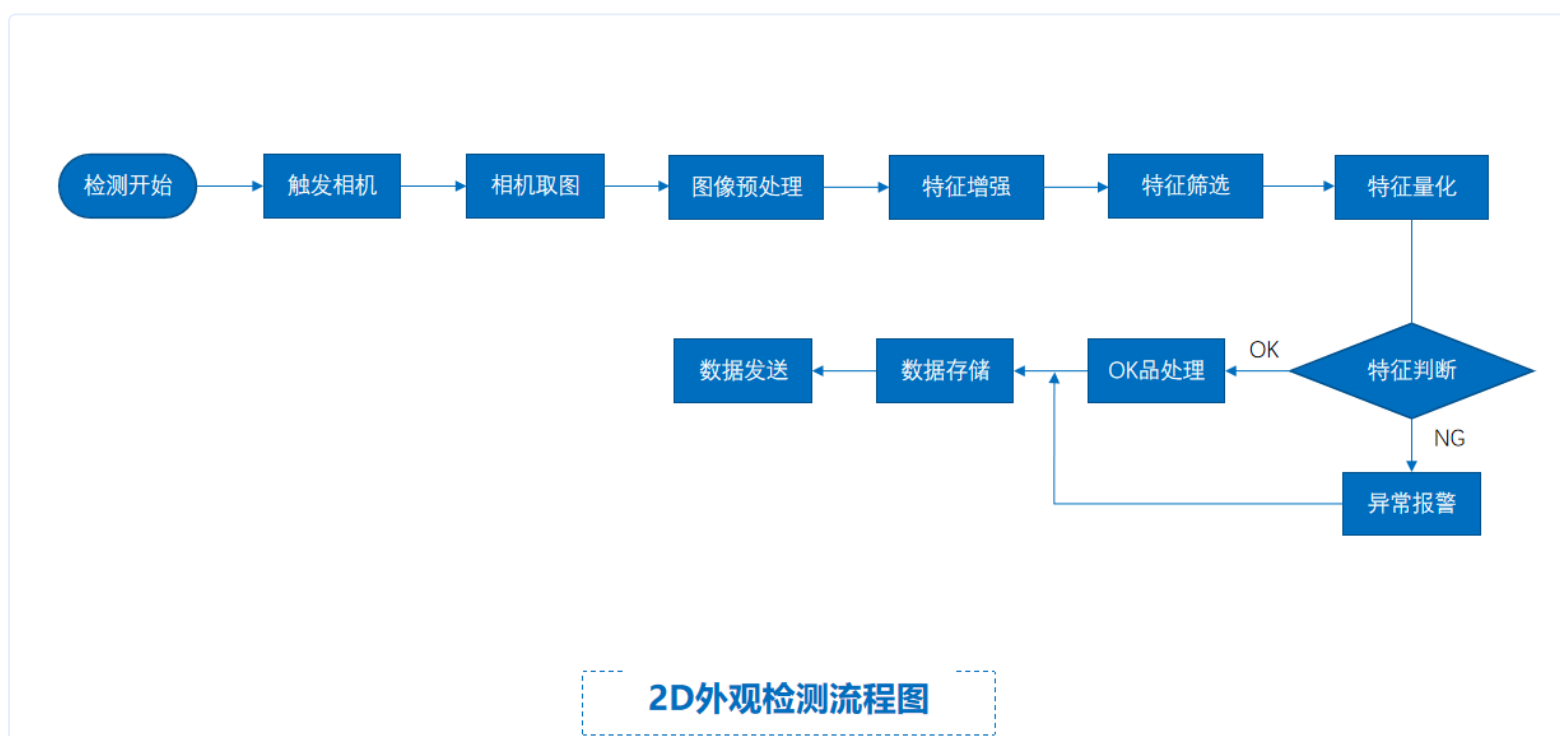 检测开始
触发相机
相机取图
图像预处理
特征增强
特征筛选
特征量化
特征判断
OK
OK品处理
数据存储
数据发送
NG
异常报警
2D外观检测流程图